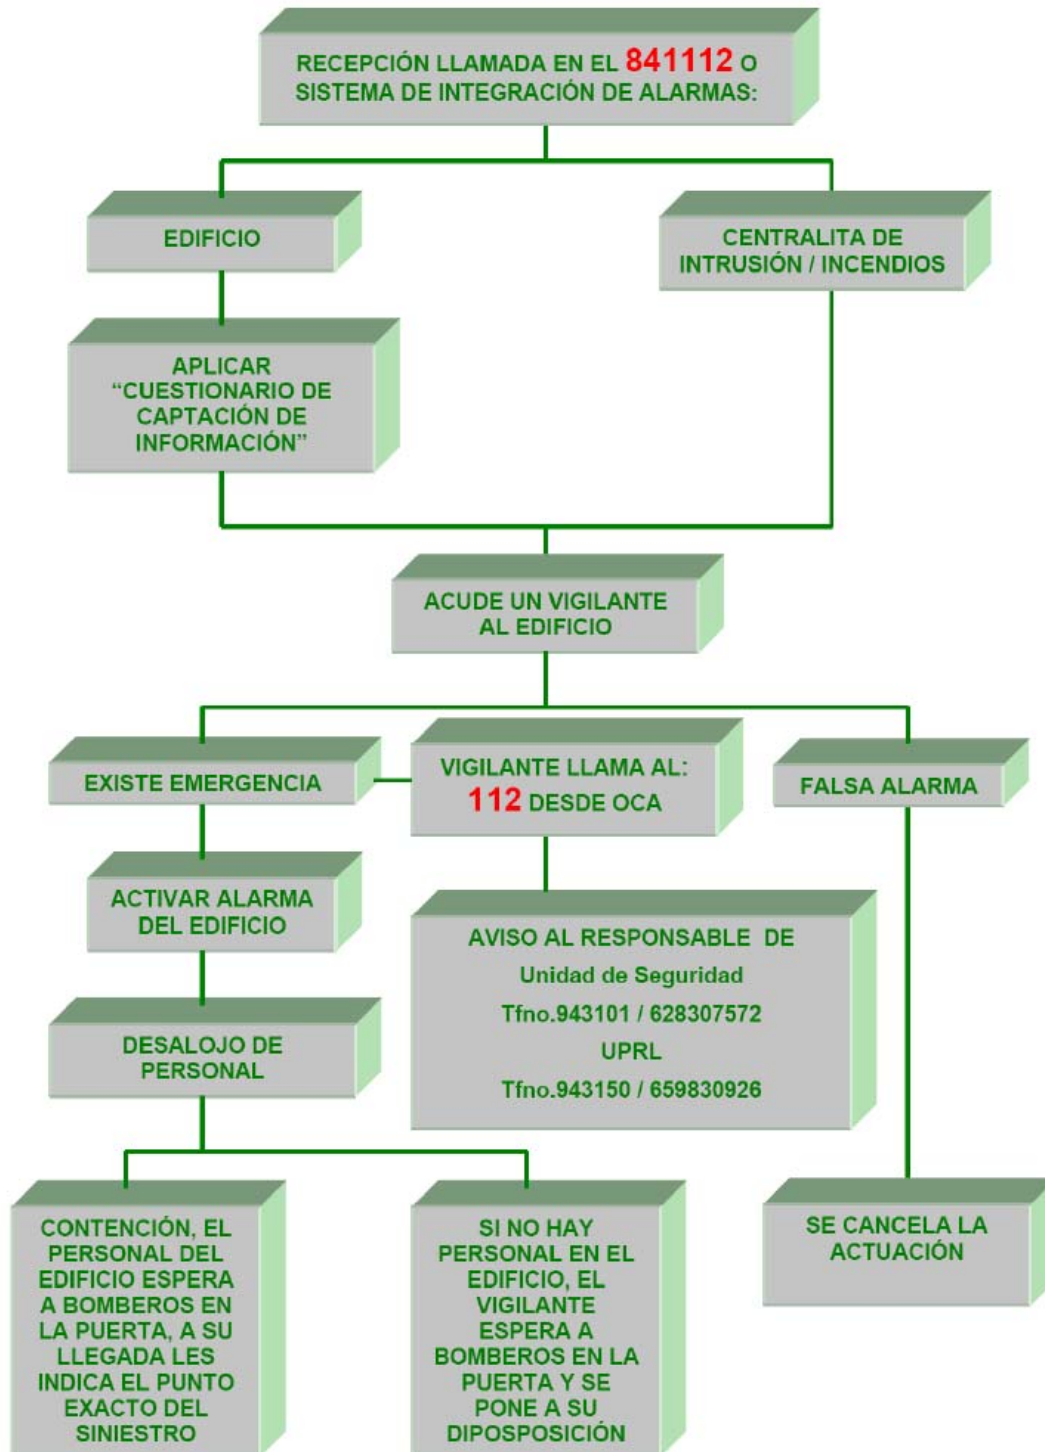 RECEPCIÓN LLAMADA EN EL 841112 O
SISTEMA DE INTEGRACIÓN DE ALARMAS:
EDIFICIO
CENTRALITA DE
INTRUSIÓN / INCENDIOS
APLICAR
“CUESTIONARIO DE
CAPTACIÓN DE
INFORMACIÓN”
ACUDE UN VIGILANTE
AL EDIFICIO
EXISTE EMERGENCIA
VIGILANTE LLAMA AL:
112 DESDE OCA
FALSA ALARMA
ACTIVAR ALARMA
DEL EDIFICIO
AVISO AL RESPONSABLE DE
Unidad de Seguridad
Tfno.943101 / 628307572
UPRL
Tfno.943150 / 659830926
DESALOJO DE
PERSONAL
CONTENCIÓN, EL
PERSONAL DEL
EDIFICIO ESPERA
A BOMBEROS EN
LA PUERTA, A SU
LLEGADA LES
INDICA EL PUNTO
EXACTO DEL
SINIESTRO
SI NO HAY
PERSONAL EN EL
EDIFICIO, EL
VIGILANTE
ESPERA A
BOMBEROS EN LA
PUERTA Y SE
PONE A SU
DIPOSPOSICIÓN
SE CANCELA LA
ACTUACIÓN